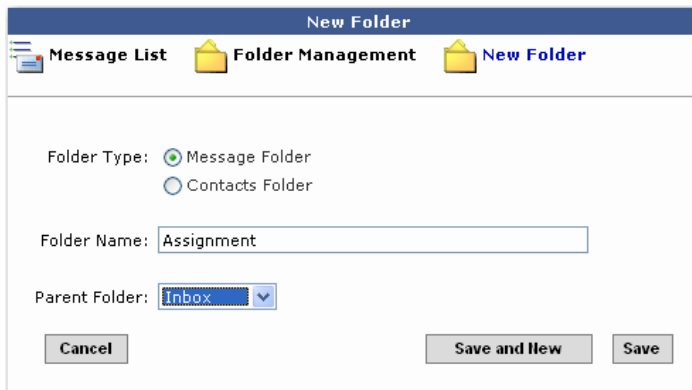 New Folder
Message List Folder Management New Folder
Folder Type: Message Folder
Contacts Folder
Folder Name: Assignment
Parent Folder: Inbox
Cancel Save and New Save